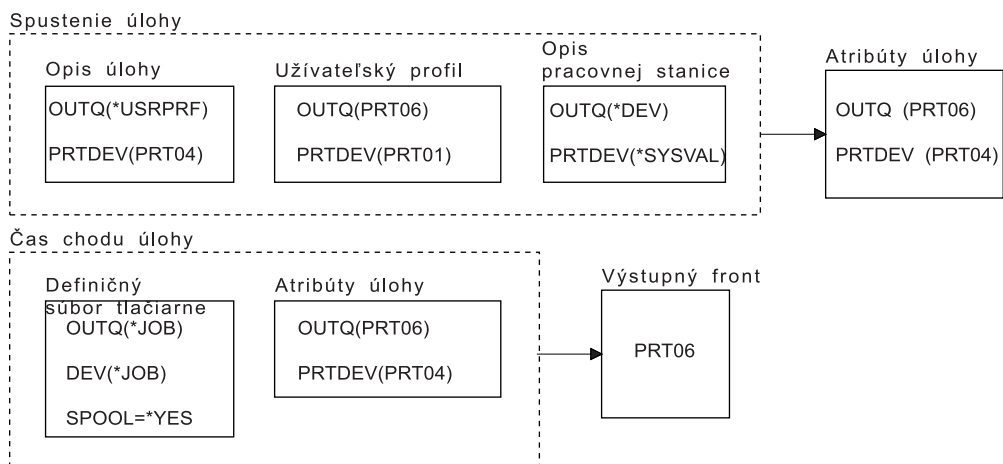 Spustenie úlohy
Opis úlohy
OUTQ(*USRPRF)
PRTDEV(PRT04)
Užívateľský profil
OUTQ(PRT06)
PRTDEV(PRT01)
Opis
pracovnej stanice
OUTQ(*DEV)
PRTDEV(*SYSVAL)
Atribúty úlohy
OUTQ (PRT06)
PRTDEV (PRT04)
Čas chodu úlohy
Definičný
súbor tlačiarne
OUTQ(*JOB)
DEV(*JOB)
SPOOL=*YES
Atribúty úlohy
OUTQ(PRT06)
PRTDEV(PRT04)
Výstupný front
PRT06